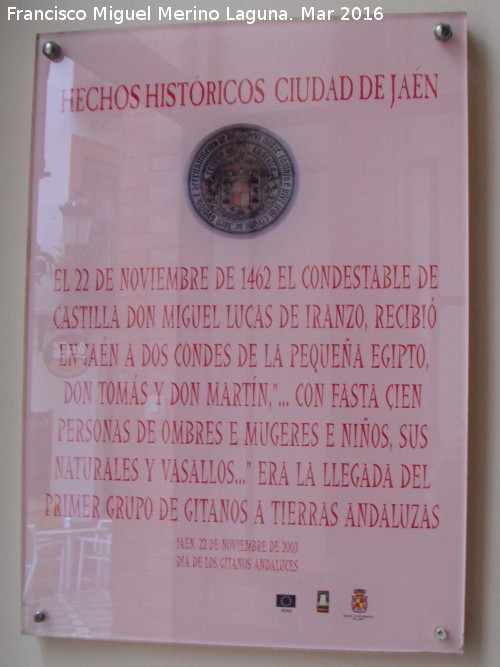 Francisco Miguel Merino Laguna. Mar 2016
HECHOS HISTÓRICOS CIUDAD DE JAÉN
EL 22 DE NOVIEMBRE DE 1462 EL CONDESTABLE DE
CASTILLA DON MIGUEL LUCAS DE IRANZO, RECIBIÓ
EN JAÉN A DOS CONDES DE LA PEQUEÑA EGIPTO,
DON TOMÁS Y DON MARTÍN,"... CON FASTA ÇIEN
PERSONAS DE OMBRES E MUGERES E NIÑOS, SUS
NATURALES Y VASALLOS..." ERA LA LLEGADA DEL
PRIMER GRUPO DE GITANOS A TIERRAS ANDALUZAS
JAÉN, 22 DE NOVIEMBRE DE 2003
DIA DE LOS GITANOS ANDALUCES